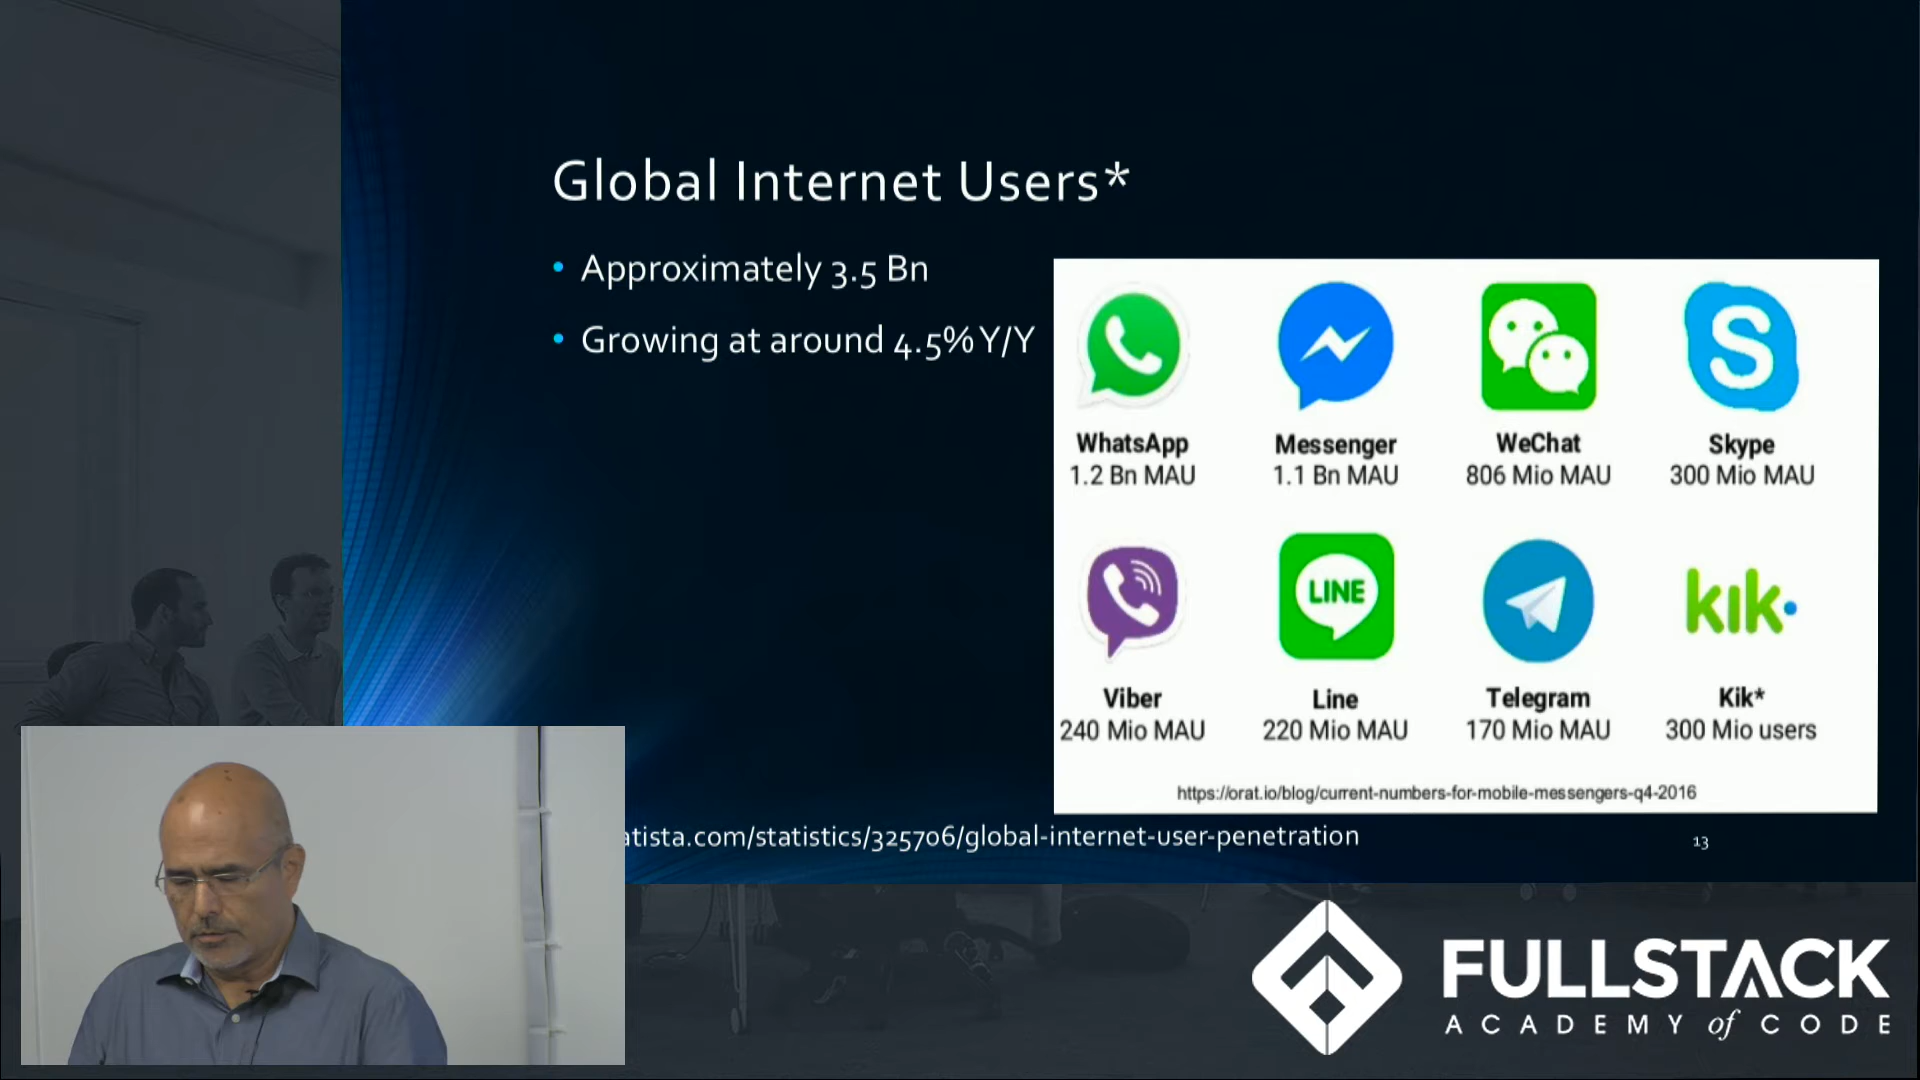 Global Internet Users*
• Approximately 3.5 Bn
• Growing at around 4.5% Y/Y
WhatsApp
1.2 Bn MAU
Messenger
1.1 Bn MAU
WeChat
806 Mio MAU
S
Skype
300 Mio MAU
Viber
240 Mio MAU
LINE
Line
220 Mio MAU
Telegram
170 Mio MAU
kik.
Kik*
300 Mio users
https://orat.io/blog/current-numbers-for-mobile-messengers-q4-2016
atista.com/statistics/325706/global-internet-user-penetration
13
FULLSTACK
ACADEMY of CODE